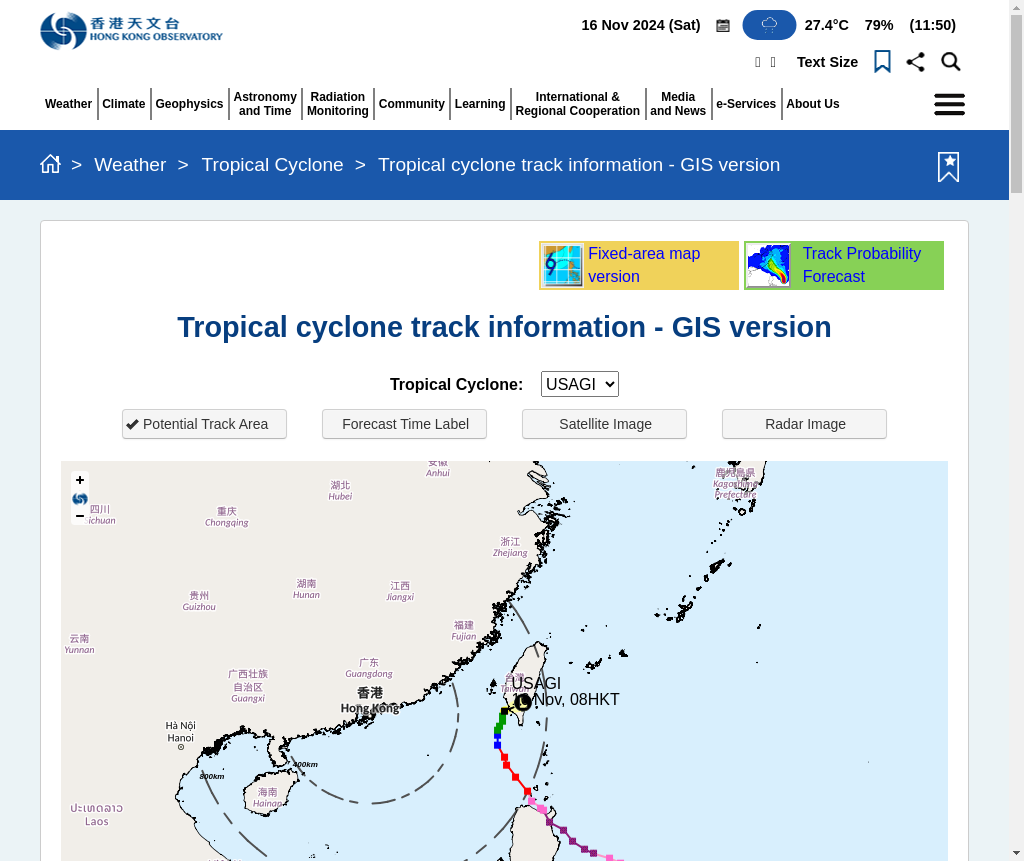 香港天文台
HONG KONG OBSERVATORY
16 Nov 2024 (Sat)
27.4°C
79%
(11:50)
Text Size
Weather
Climate
Geophysics
Astronomy
and Time
Radiation
Monitoring
Community
Learning
International &
Regional Cooperation
Media
and News
e-Services
About Us
> Weather > Tropical Cyclone > Tropical cyclone track information - GIS version
Fixed-area map
version
Track Probability
Forecast
Tropical cyclone track information - GIS version
Tropical Cyclone: USAGI
Potential Track Area
Forecast Time Label
Satellite Image
Radar Image
+
−
安徽
Anhui
湖北
Hubei
鹿児島県
Kagoshima
Prefecture
四川
ichuan
重庆
Chongqing
浙江
Zhejiang
湖南
Hunan
江西
Jiangxi
贵州
Guizhou
福建
Fujian
云南
Yunnan
广东
Guangdong
广西壮族
自治区
Guangxi
USAGI
Nov, 08HKT
香港
Hong Kong
Hà Nội
Hanoi
400km
800km
海南
Hainan
ປະເທດລາວ
Laos